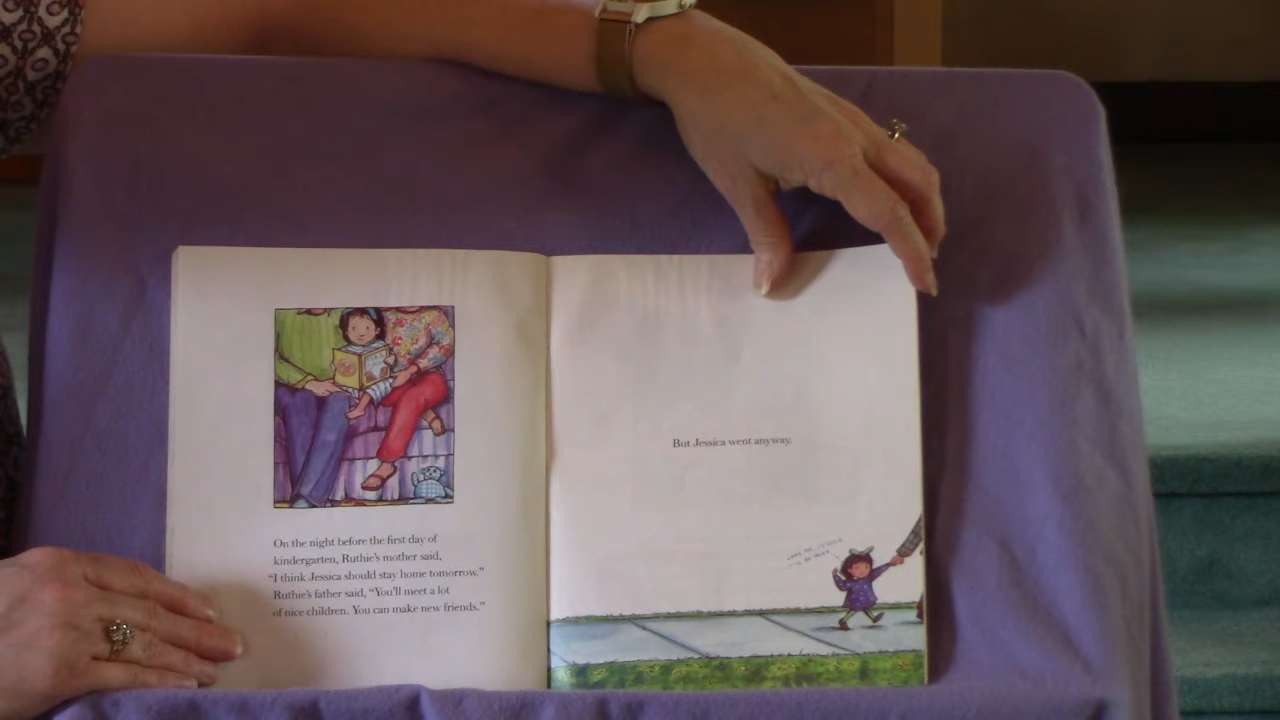 On the night before the first day of
kindergarten, Ruthie's mother said,
"I think Jessica should stay home tomorrow."
Ruthie's father said, "You'll meet a lot
of nice children. You can make new friends."
But Jessica went anyway.